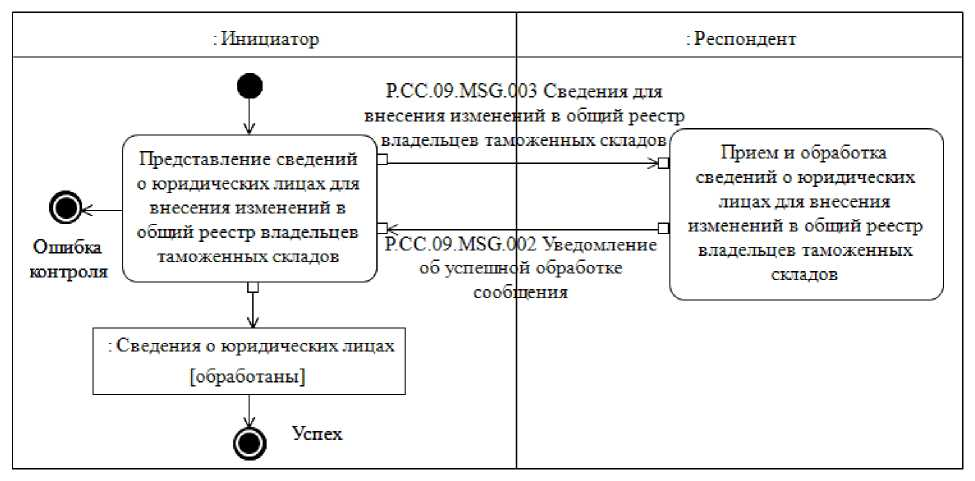 : Инициатор
: Респондент
P.CC.09.MSG.003 Сведения для
внесения изменений в общий реестр
владельцев таможенных складов
Представление сведений
о юридических лицах для
внесения изменений в
общий реестр владельцев
таможенных складов
Прием и обработка
сведений о юридических
лицах для внесения
изменений в общий реестр
владельцев таможенных
складов
Ошибка
контроля
P.CC.09.MSG.002 Уведомление
об успешной обработке
сообщения
: Сведения о юридических лицах
[обработаны]
Успех